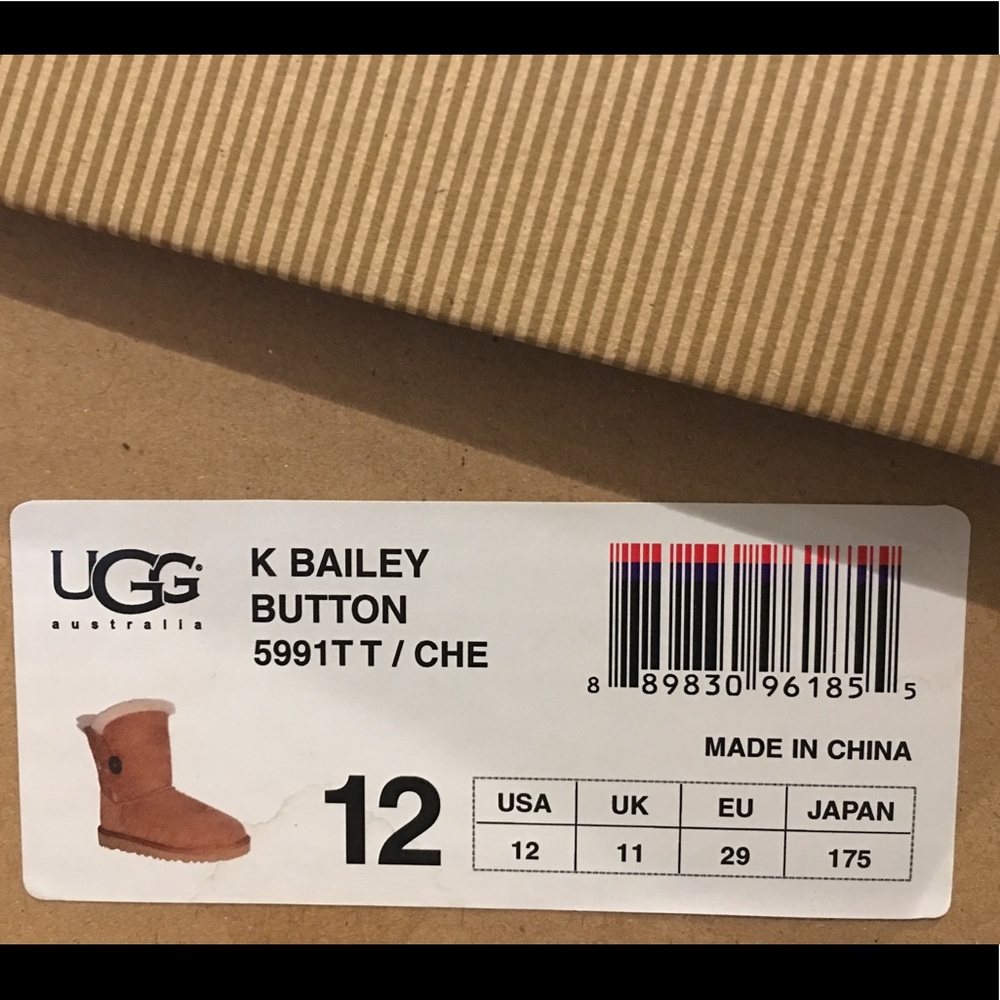 UGG
australia
K BAILEY
BUTTON
5991T T / CHE
8 89830 96185 5
MADE IN CHINA
12
USA UK EU JAPAN
12 11 29 175